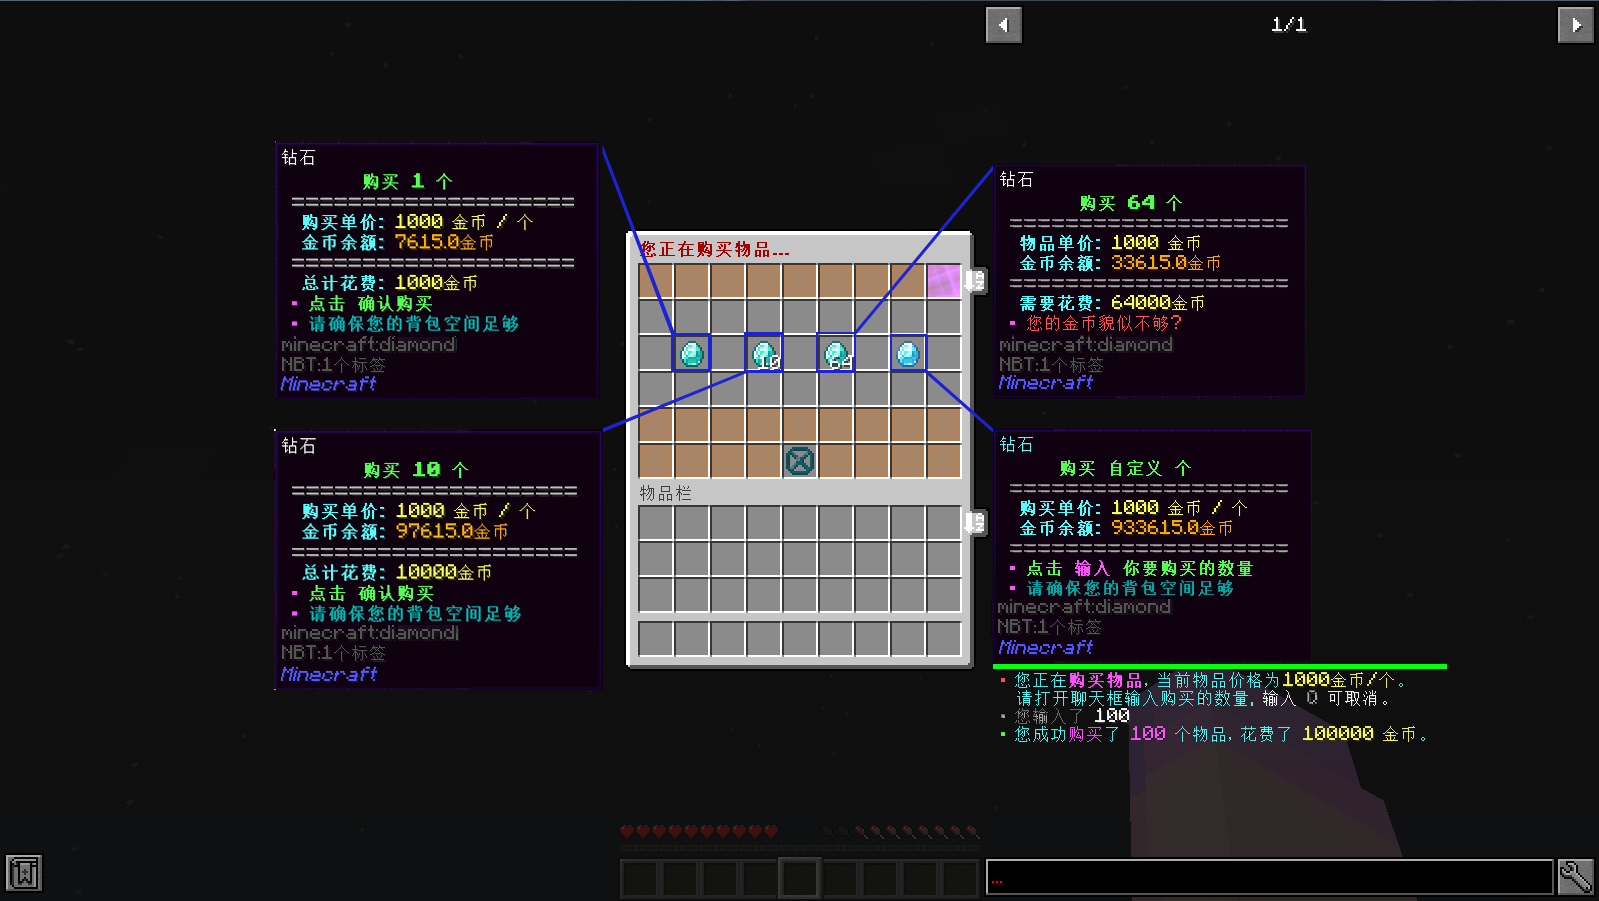 1/1
钻石
购买 1 个
========================
购买单价: 1000 金币 / 个
金币余额: 7615.0金币
========================
总计花费: 1000金币
▪ 点击 确认购买
▪ 请确保您的背包空间足够
minecraft:diamond
NBT:1个标签
Minecraft
钻石
购买 10 个
========================
购买单价: 1000 金币 / 个
金币余额: 97615.0金币
========================
总计花费: 10000金币
▪ 点击 确认购买
▪ 请确保您的背包空间足够
minecraft:diamond
NBT:1个标签
Minecraft
您正在购买物品...
10
64
物品栏
钻石
购买 64 个
========================
物品单价: 1000 金币
金币余额: 33615.0金币
========================
需要花费: 64000金币
▪ 您的金币貌似不够?
minecraft:diamond
NBT:1个标签
Minecraft
钻石
购买 自定义 个
========================
购买单价: 1000 金币 / 个
金币余额: 933615.0金币
========================
▪ 点击 输入 你要购买的数量
▪ 请确保您的背包空间足够
minecraft:diamond
NBT:1个标签
Minecraft
▪ 您正在购买物品, 当前物品价格为1000金币/个。
请打开聊天框输入购买的数量, 输入 Q 可取消。
▪ 您输入了 100
▪ 您成功购买了 100 个物品, 花费了 100000 金币 。
...